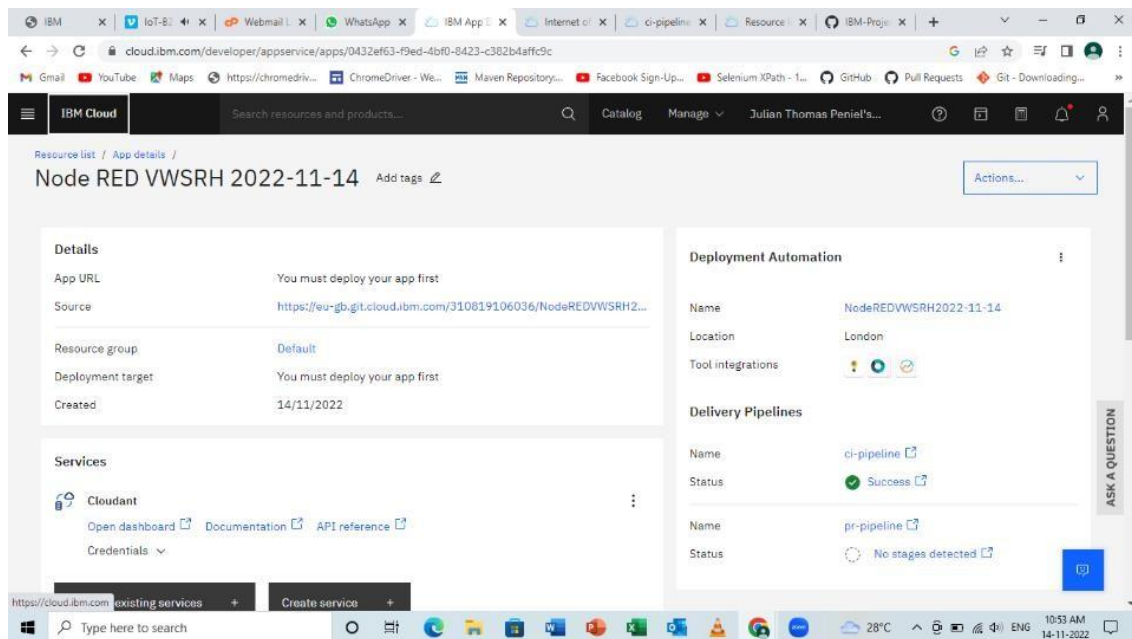 IBM IoT-B2 Webmail L WhatsApp IBM App D Internet of ci-pipeline Resource l IBM-Proje
cloud.ibm.com/developer/appservice/apps/0432ef63-f9ed-4bf0-8423-c382b4affc9c
Gmail YouTube Maps https://chromedriv... ChromeDriver - We... Maven Repository:... Facebook Sign-Up... Selenium XPath - 1... GitHub Pull Requests Git - Downloading... »
IBM Cloud Search resources and products... Catalog Manage Julian Thomas Peniel's...
Resource list / App details /
Node RED VWSRH 2022-11-14 Add tags Actions...
Details
App URL You must deploy your app first
Source https://eu-gb.git.cloud.ibm.com/310819106036/NodeREDVWSRH2...
Resource group Default
Deployment target You must deploy your app first
Created 14/11/2022
Services
Cloudant
Open dashboard Documentation API reference
Credentials
existing services + Create service +
Deployment Automation
Name NodeREDVWSRH2022-11-14
Location London
Tool integrations
Delivery Pipelines
Name ci-pipeline
Status Success
Name pr-pipeline
Status No stages detected
ASK A QUESTION
https://cloud.ibm.com
Type here to search 28°C ENG 10:53 AM
14-11-2022